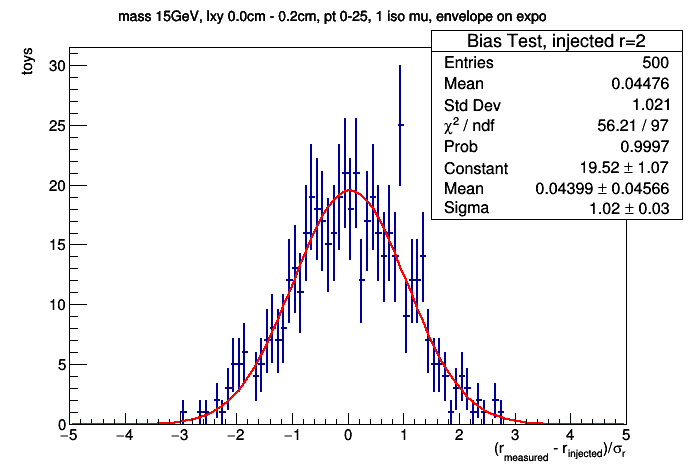 mass 15GeV, lxy 0.0cm - 0.2cm, pt 0-25, 1 iso mu, envelope on expo
toys
Bias Test, injected r=2
Entries 500
Mean 0.04476
Std Dev 1.021
χ² / ndf 56.21 / 97
Prob 0.9997
Constant 19.52 ± 1.07
Mean 0.04399 ± 0.04566
Sigma 1.02 ± 0.03
30
25
20
15
10
5
0
−5 −4 −3 −2 −1 0 1 2 3 4 5
(r_measured - r_injected)/σ_r